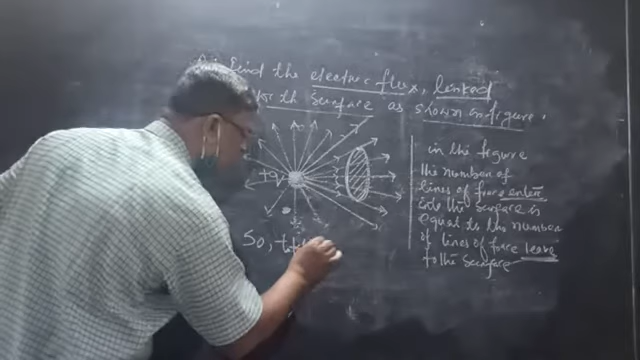 find the electric flux, linked
for the surface as shown in figure.
+q
in the figure
the number of
lines of force enter
into the surface is
equal to the number
of lines of force leave
to the surface
So,